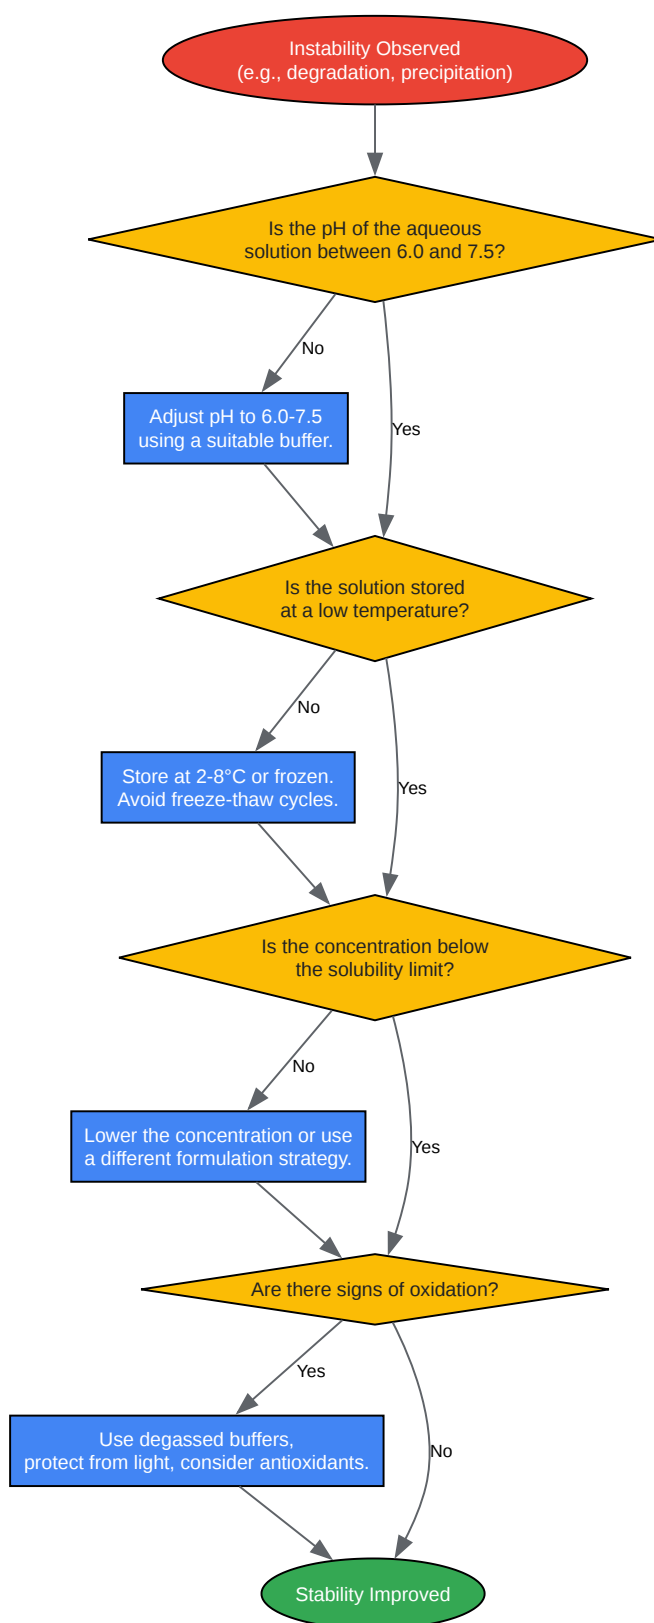 Instability Observed
(e.g., degradation, precipitation)
Is the pH of the aqueous
solution between 6.0 and 7.5?
No
Adjust pH to 6.0-7.5
using a suitable buffer.
Yes
Is the solution stored
at a low temperature?
No
Store at 2-8°C or frozen.
Avoid freeze-thaw cycles.
Yes
Is the concentration below
the solubility limit?
No
Lower the concentration or use
a different formulation strategy.
Yes
Are there signs of oxidation?
Yes
Use degassed buffers,
protect from light, consider antioxidants.
No
Stability Improved